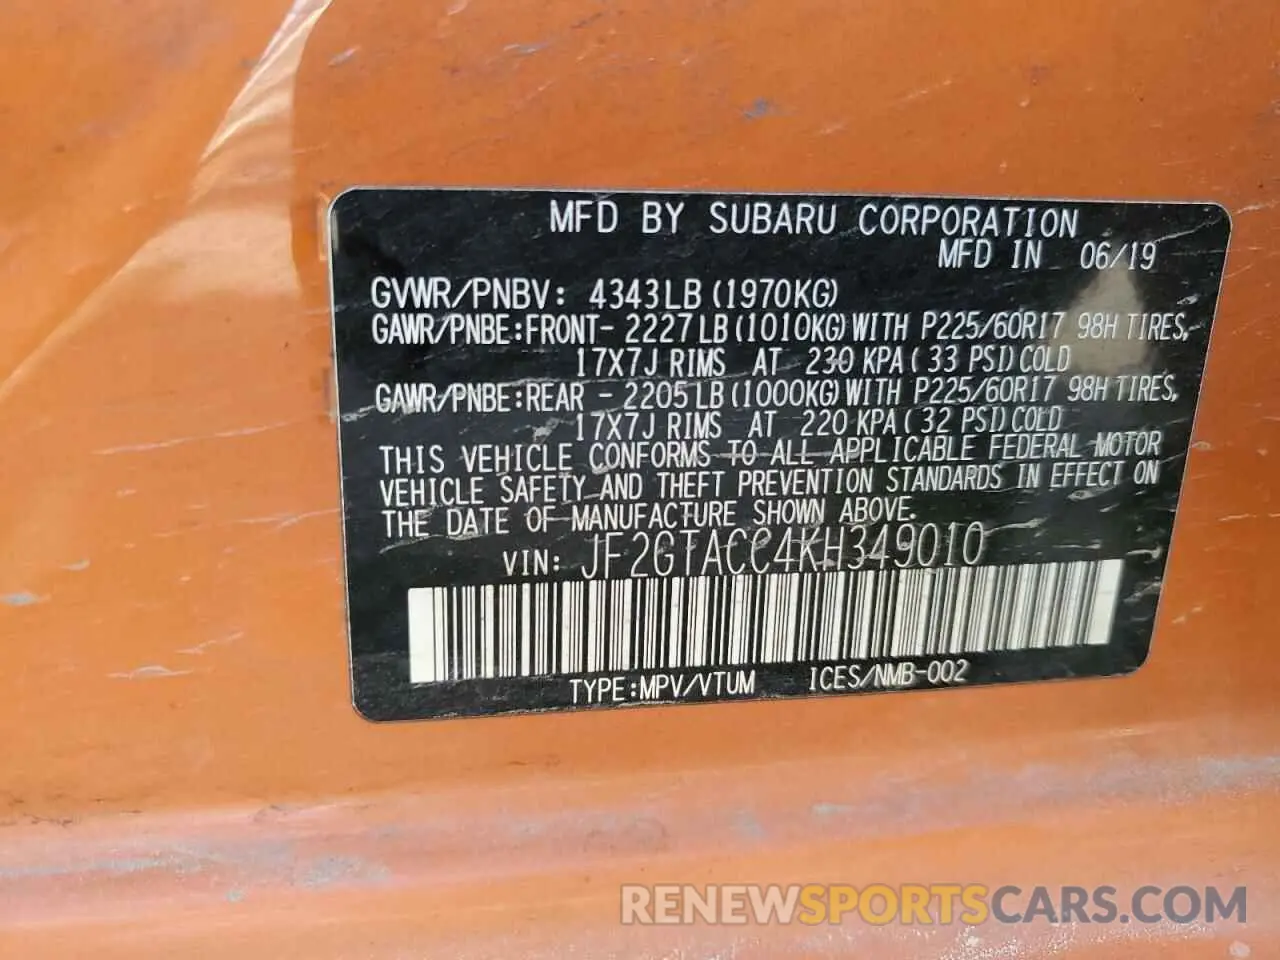 MFD BY SUBARU CORPORATION
MFD IN 06/19
GVWR/PNBV: 4343LB (1970KG)
GAWR/PNBE:FRONT- 2227LB (1010KG) WITH P225/60R17 98H TIRES,
17X7J RIMS AT 230 KPA (33 PSI) COLD
GAWR/PNBE:REAR - 2205LB (1000KG) WITH P225/60R17 98H TIRES,
17X7J RIMS AT 220 KPA (32 PSI) COLD
THIS VEHICLE CONFORMS TO ALL APPLICABLE FEDERAL MOTOR
VEHICLE SAFETY AND THEFT PREVENTION STANDARDS IN EFFECT ON
THE DATE OF MANUFACTURE SHOWN ABOVE.
VIN: JF2GTACC4KH349010
TYPE:MPV/VTUM ICES/NMB-002
RENEWSPORTSCARS.COM